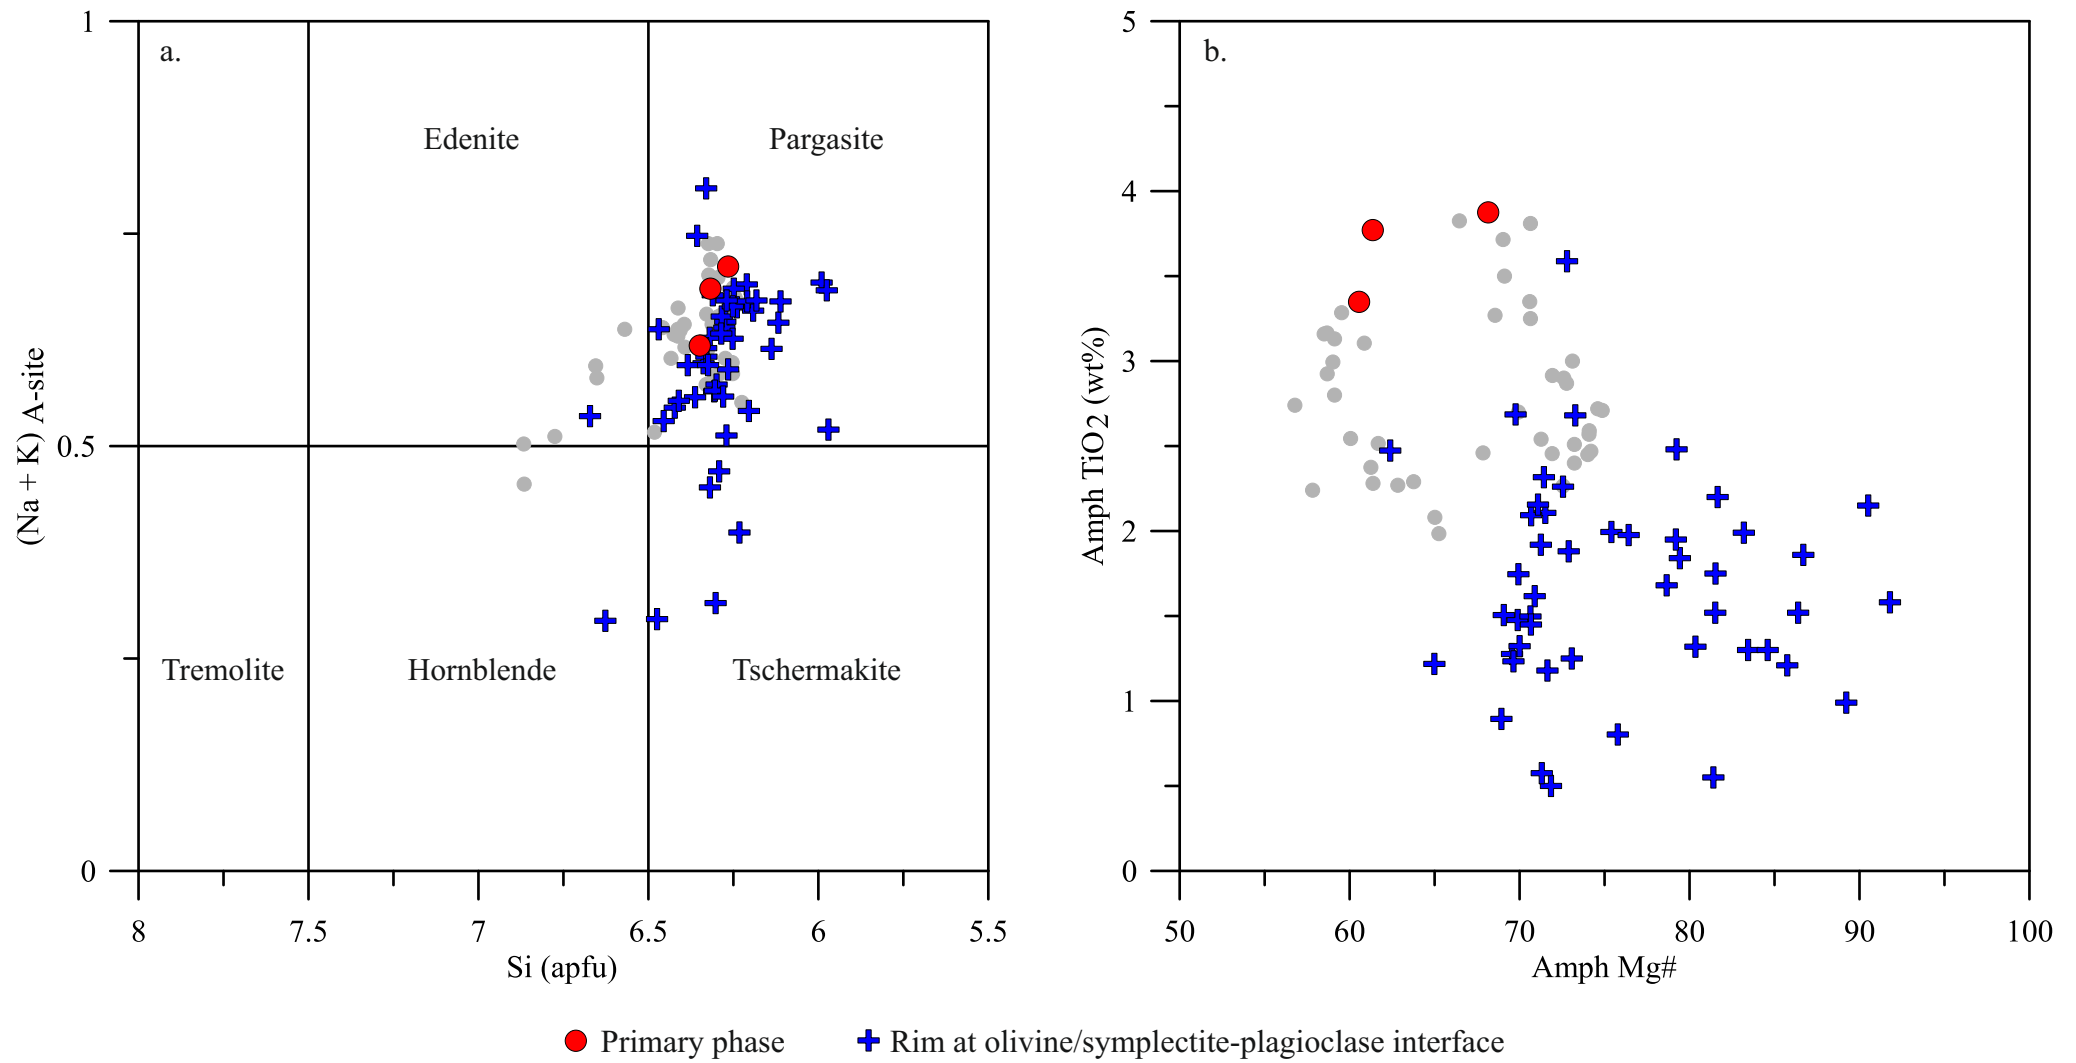 a.
1
0.5
0
(Na + K) A-site
Edenite
Pargasite
Tremolite
Hornblende
Tschermakite
8 7.5 7 6.5 6 5.5
Si (apfu)
b.
5
4
3
2
1
0
Amph TiO2 (wt%)
50 60 70 80 90 100
Amph Mg#
Primary phase
Rim at olivine/symplectite-plagioclase interface